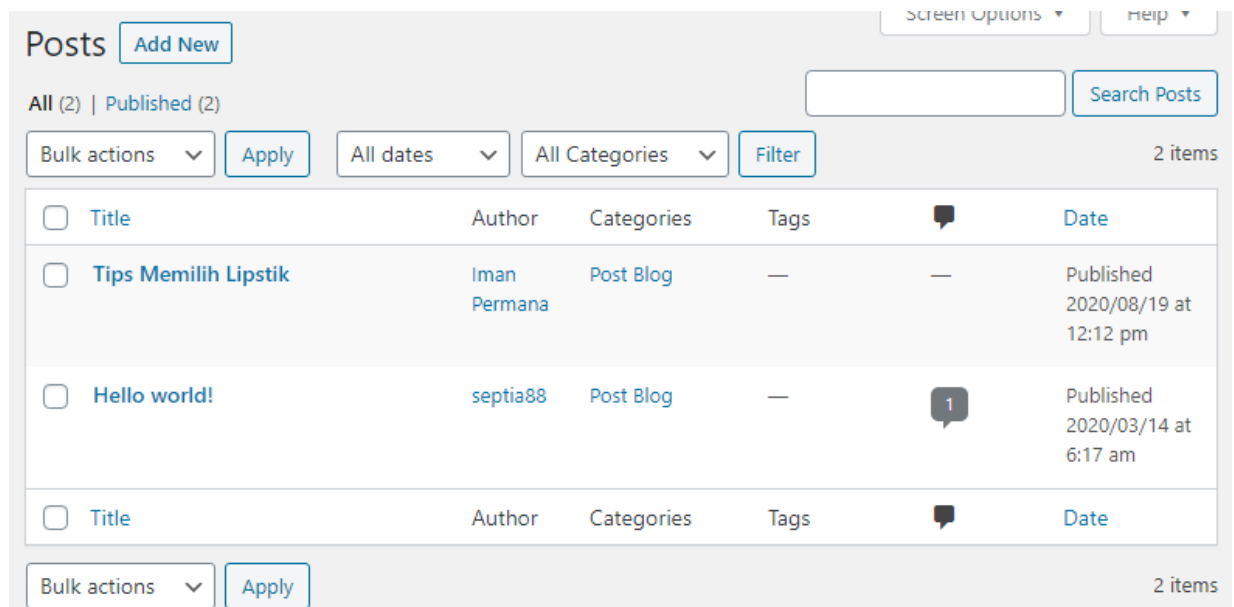 Screen Options Help
Posts Add New
All (2) | Published (2) Search Posts
Bulk actions Apply All dates All Categories Filter 2 items
Title Author Categories Tags Date
Tips Memilih Lipstik Iman Post Blog — — Published
Permana 2020/08/19 at
12:12 pm
Hello world! septia88 Post Blog — 1 Published
2020/03/14 at
6:17 am
Title Author Categories Tags Date
Bulk actions Apply 2 items